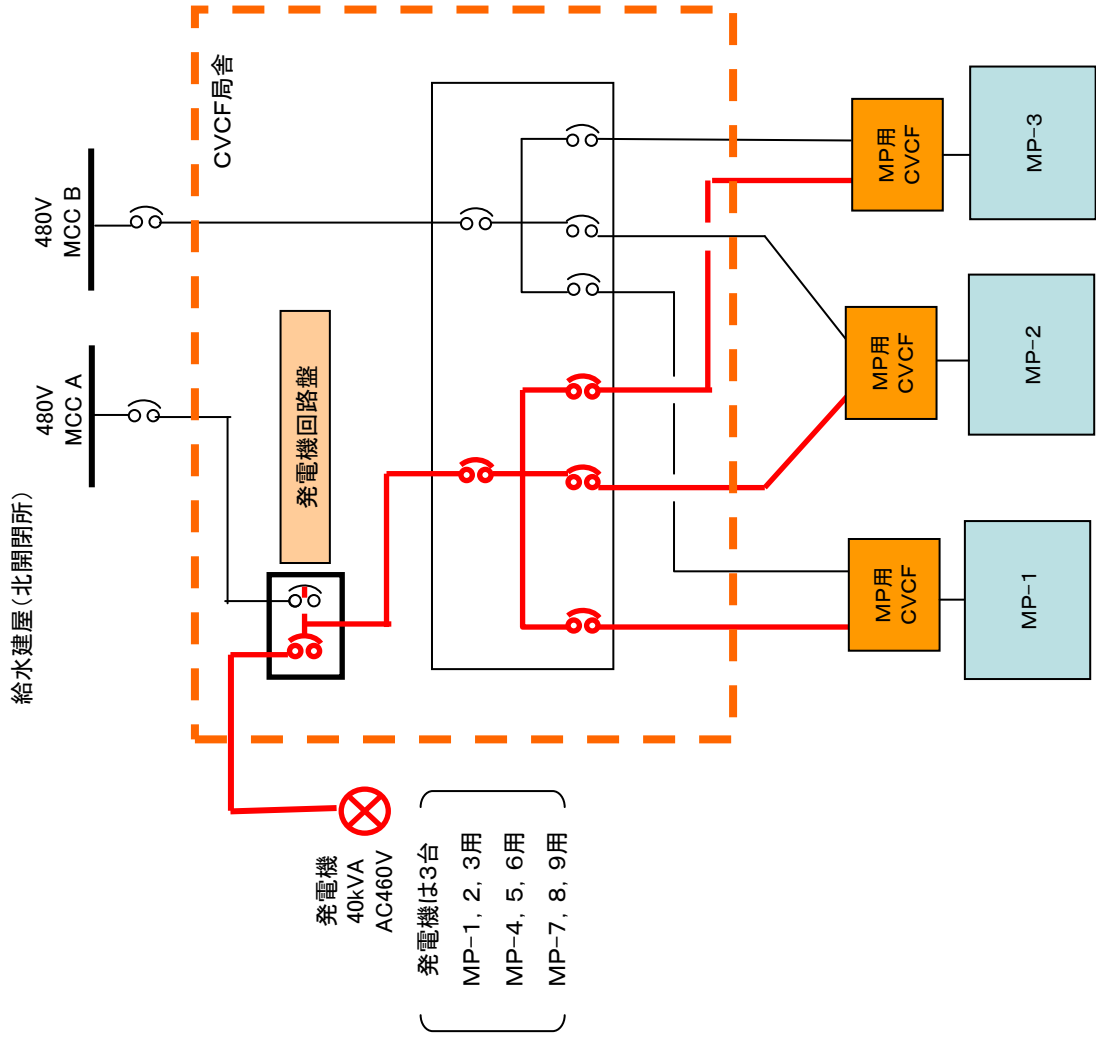 給水建屋(北開閉所)
480V
MCC A
480V
MCC B
CVCF局舎
発電機回路盤
発電機
40kVA
AC460V
発電機は3台
MP-1, 2, 3用
MP-4, 5, 6用
MP-7, 8, 9用
MP用
CVCF
MP用
CVCF
MP用
CVCF
MP-1
MP-2
MP-3